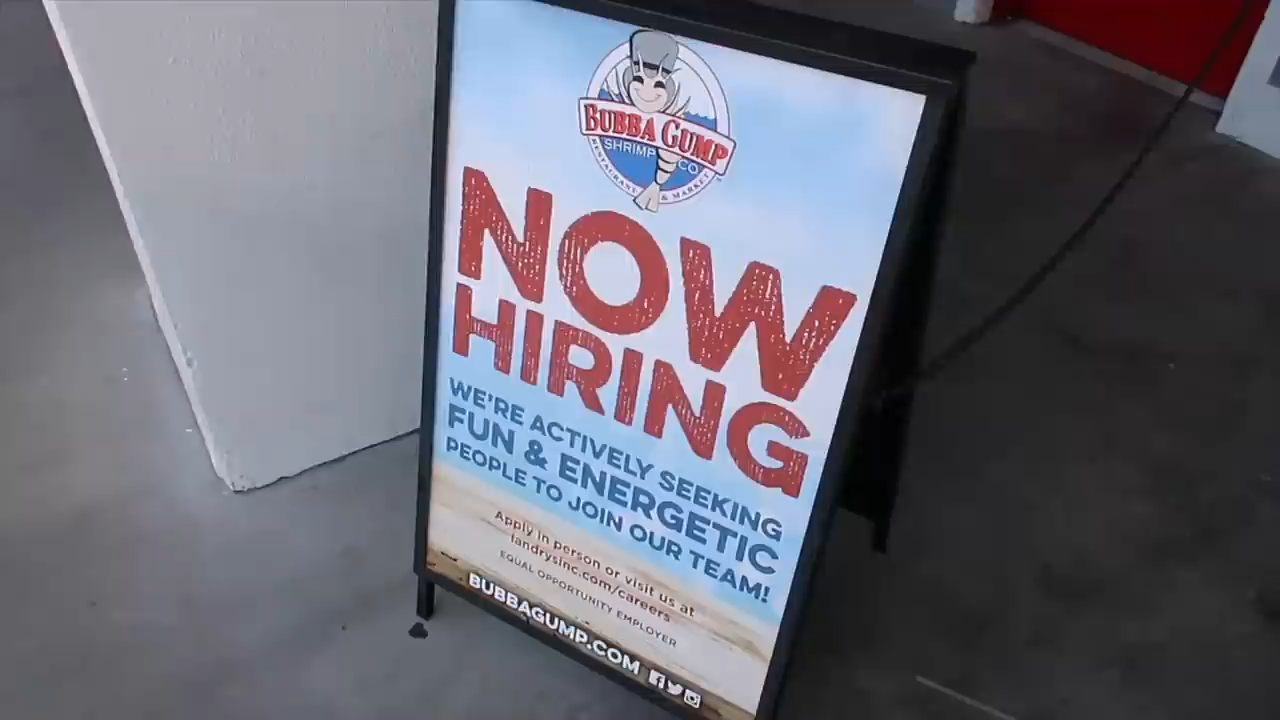 BUBBA GUMP
SHRIMP CO
RESTAURANT & MARKET
NOW
HIRING
WE'RE ACTIVELY SEEKING
FUN & ENERGETIC
PEOPLE TO JOIN OUR TEAM!
Apply in person or visit us at
landrysinc.com/careers
EQUAL OPPORTUNITY EMPLOYER
BUBBAGUMP.COM